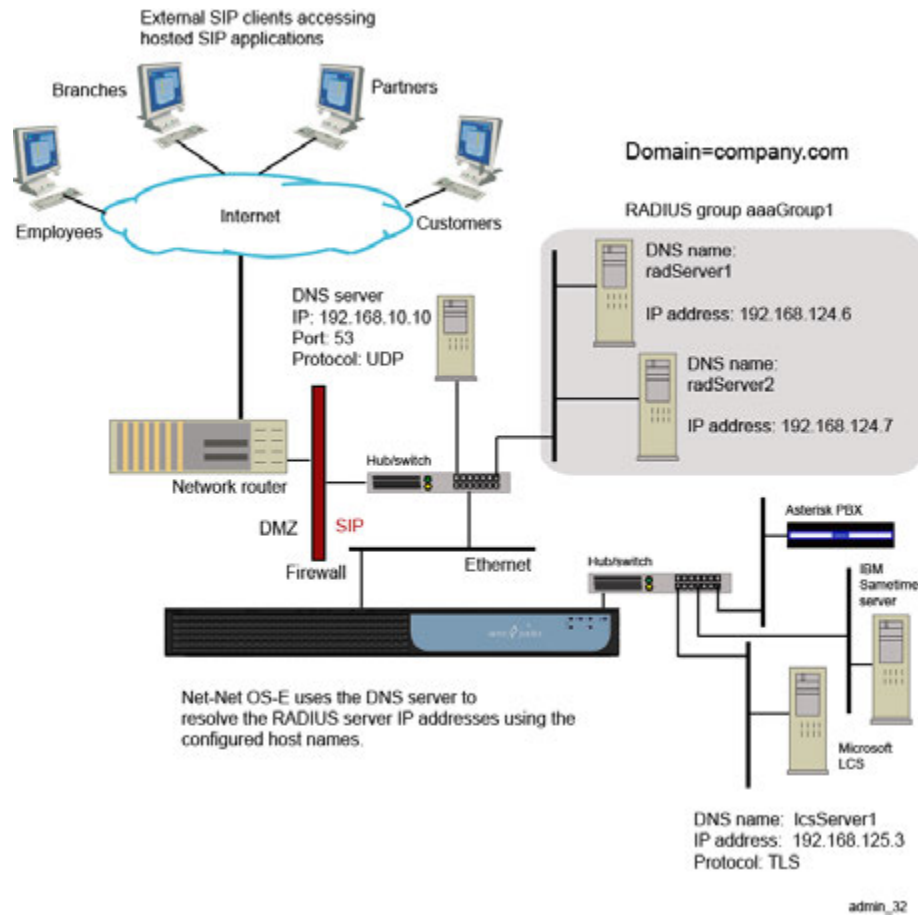 External SIP clients accessing
hosted SIP applications
Branches
Partners
Employees
Internet
Customers
Domain=company.com
RADIUS group aaaGroup1
DNS name:
radServer1
IP address: 192.168.124.6
DNS name:
radServer2
IP address: 192.168.124.7
DNS server
IP: 192.168.10.10
Port: 53
Protocol: UDP
Hub/switch
Network router
DMZ
SIP
Firewall
Ethernet
Hub/switch
Asterisk PBX
IBM
Sametime
server
Microsoft
LCS
Net-Net OS-E uses the DNS server to
resolve the RADIUS server IP addresses using the
configured host names.
DNS name: lcsServer1
IP address: 192.168.125.3
Protocol: TLS
admin_32